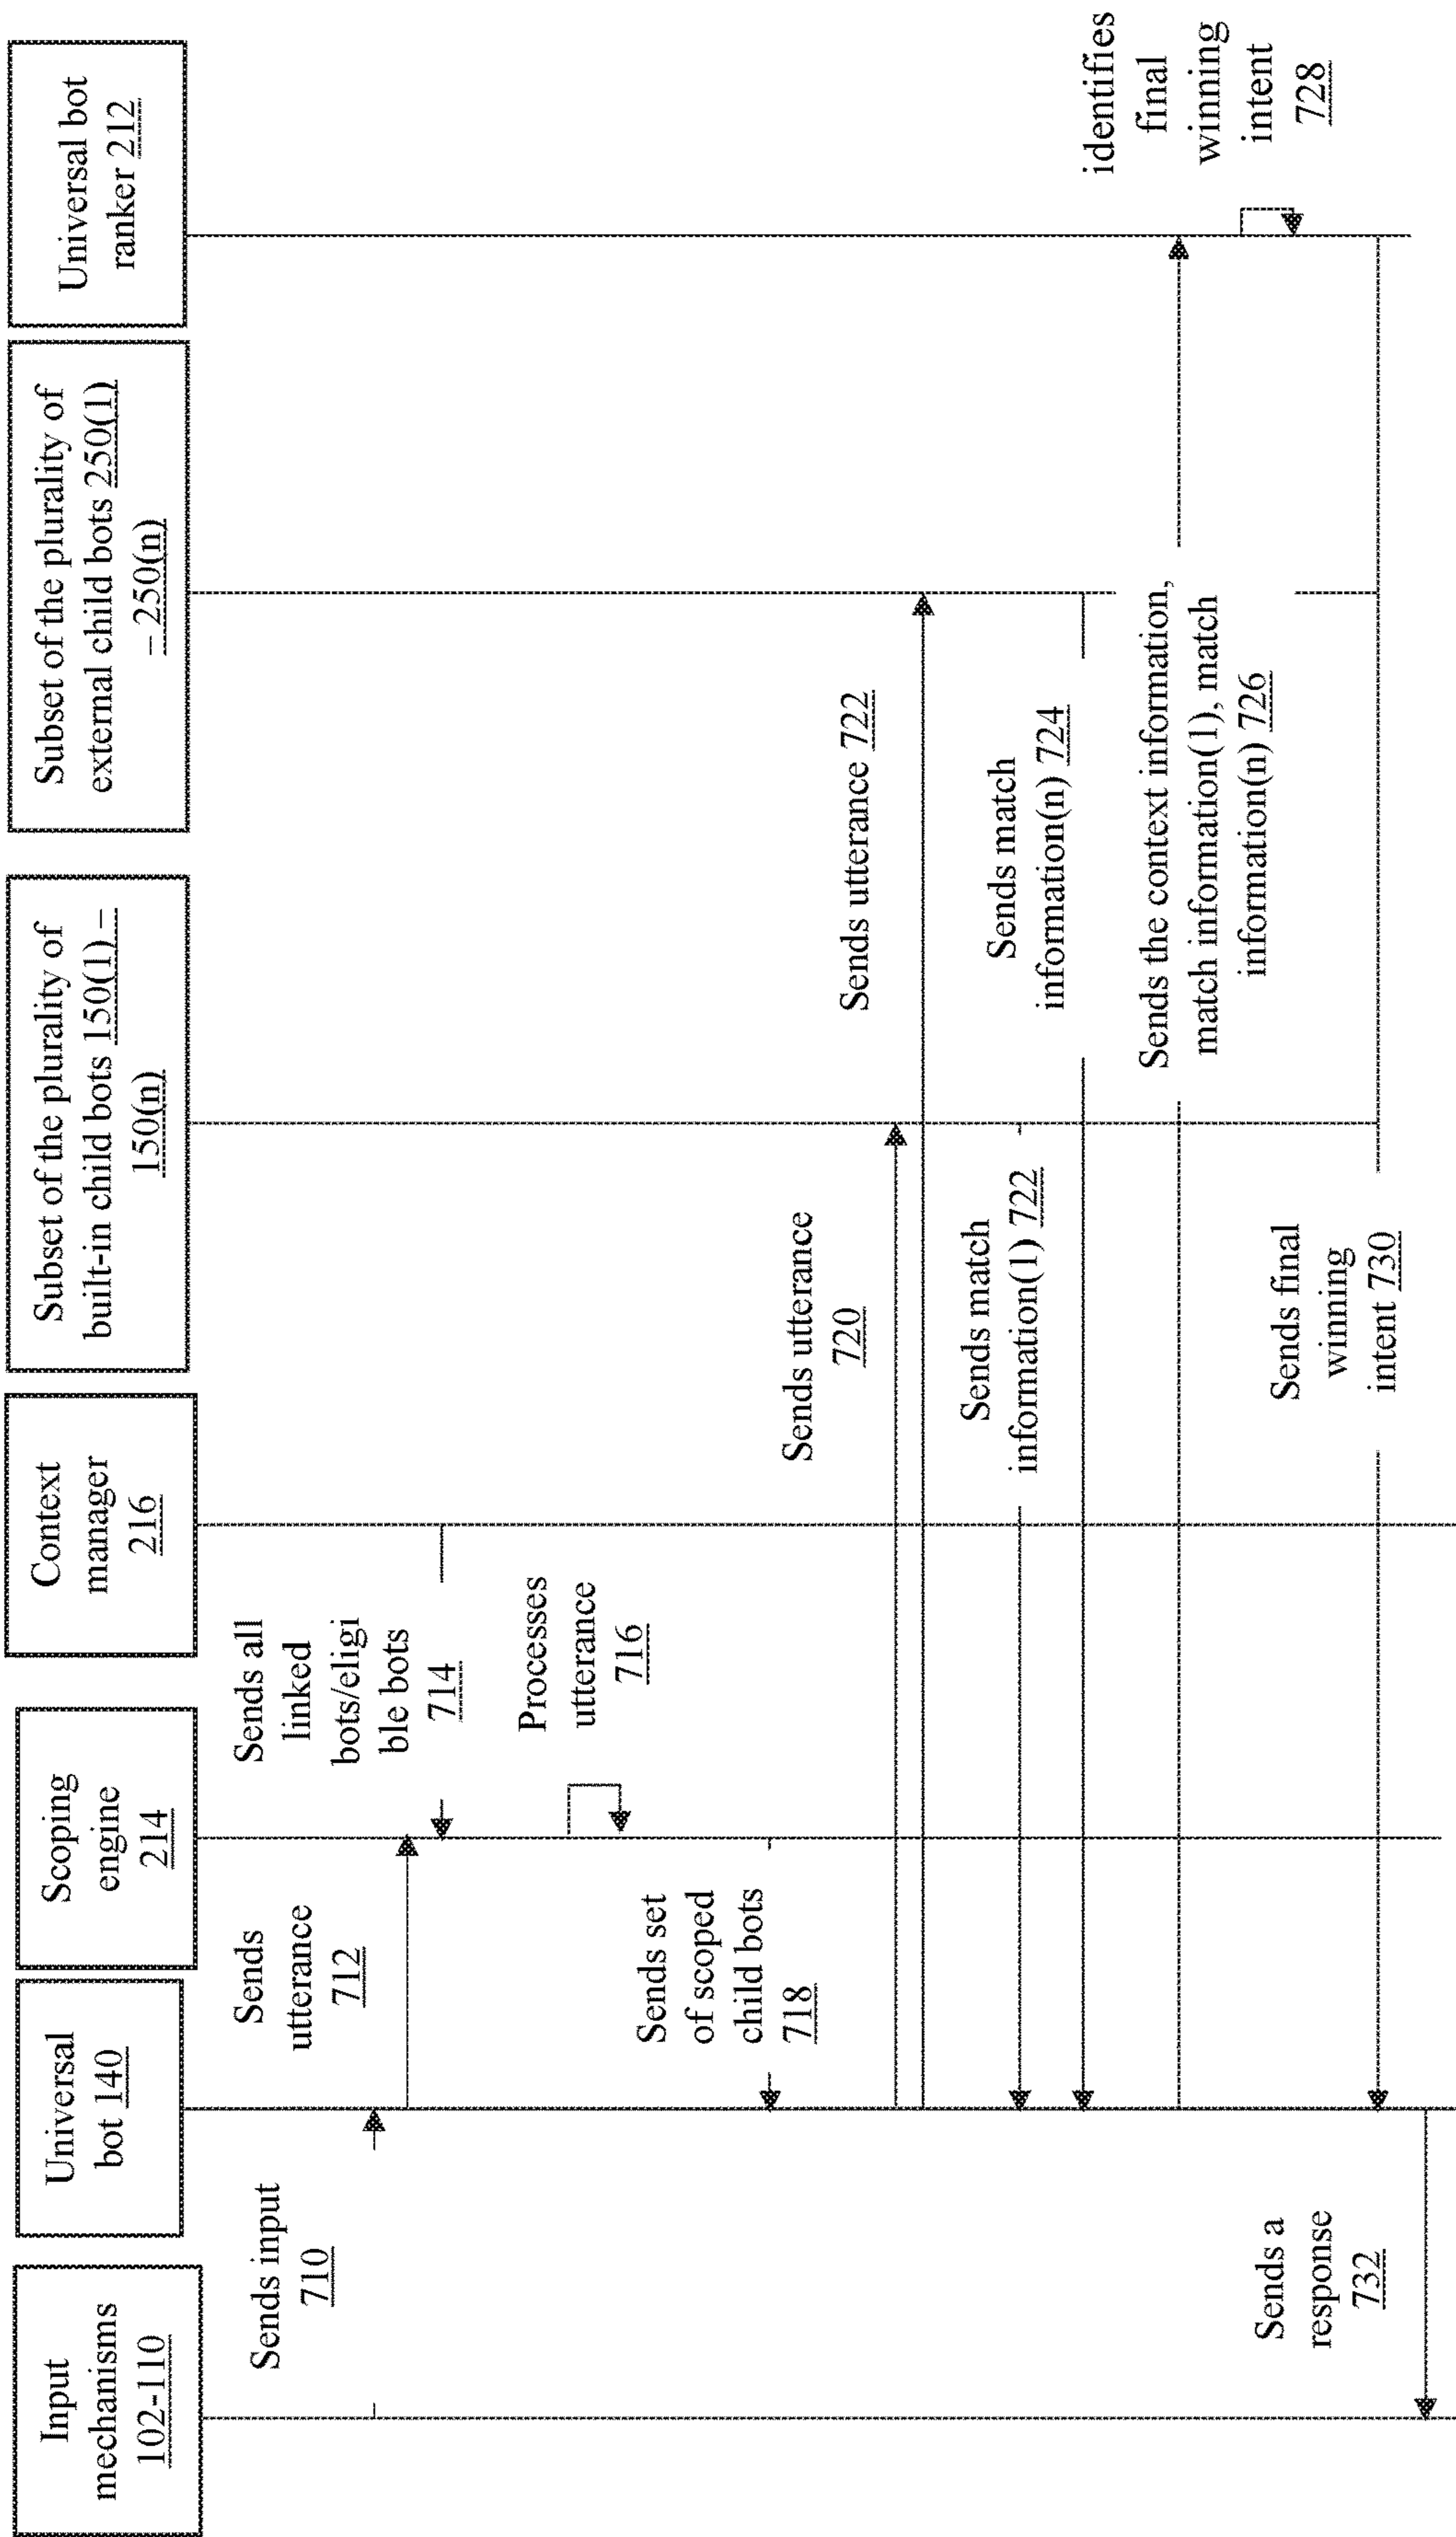 Input
mechanisms
102-110
Universal
bot 140
Scoping
engine
214
Context
manager
216
Subset of the plurality of
built-in child bots 150(1) –
150(n)
Subset of the plurality of
external child bots 250(1)
– 250(n)
Universal bot
ranker 212
Sends input
710
Sends
utterance
712
Sends all
linked
bots/eligi
ble bots
714
Processes
utterance
716
Sends set
of scoped
child bots
718
Sends utterance
720
Sends utterance 722
Sends match
information(1) 722
Sends match
information(n) 724
Sends the context information,
match information(1), match
information(n) 726
identifies
final
winning
intent
728
Sends final
winning
intent 730
Sends a
response
732